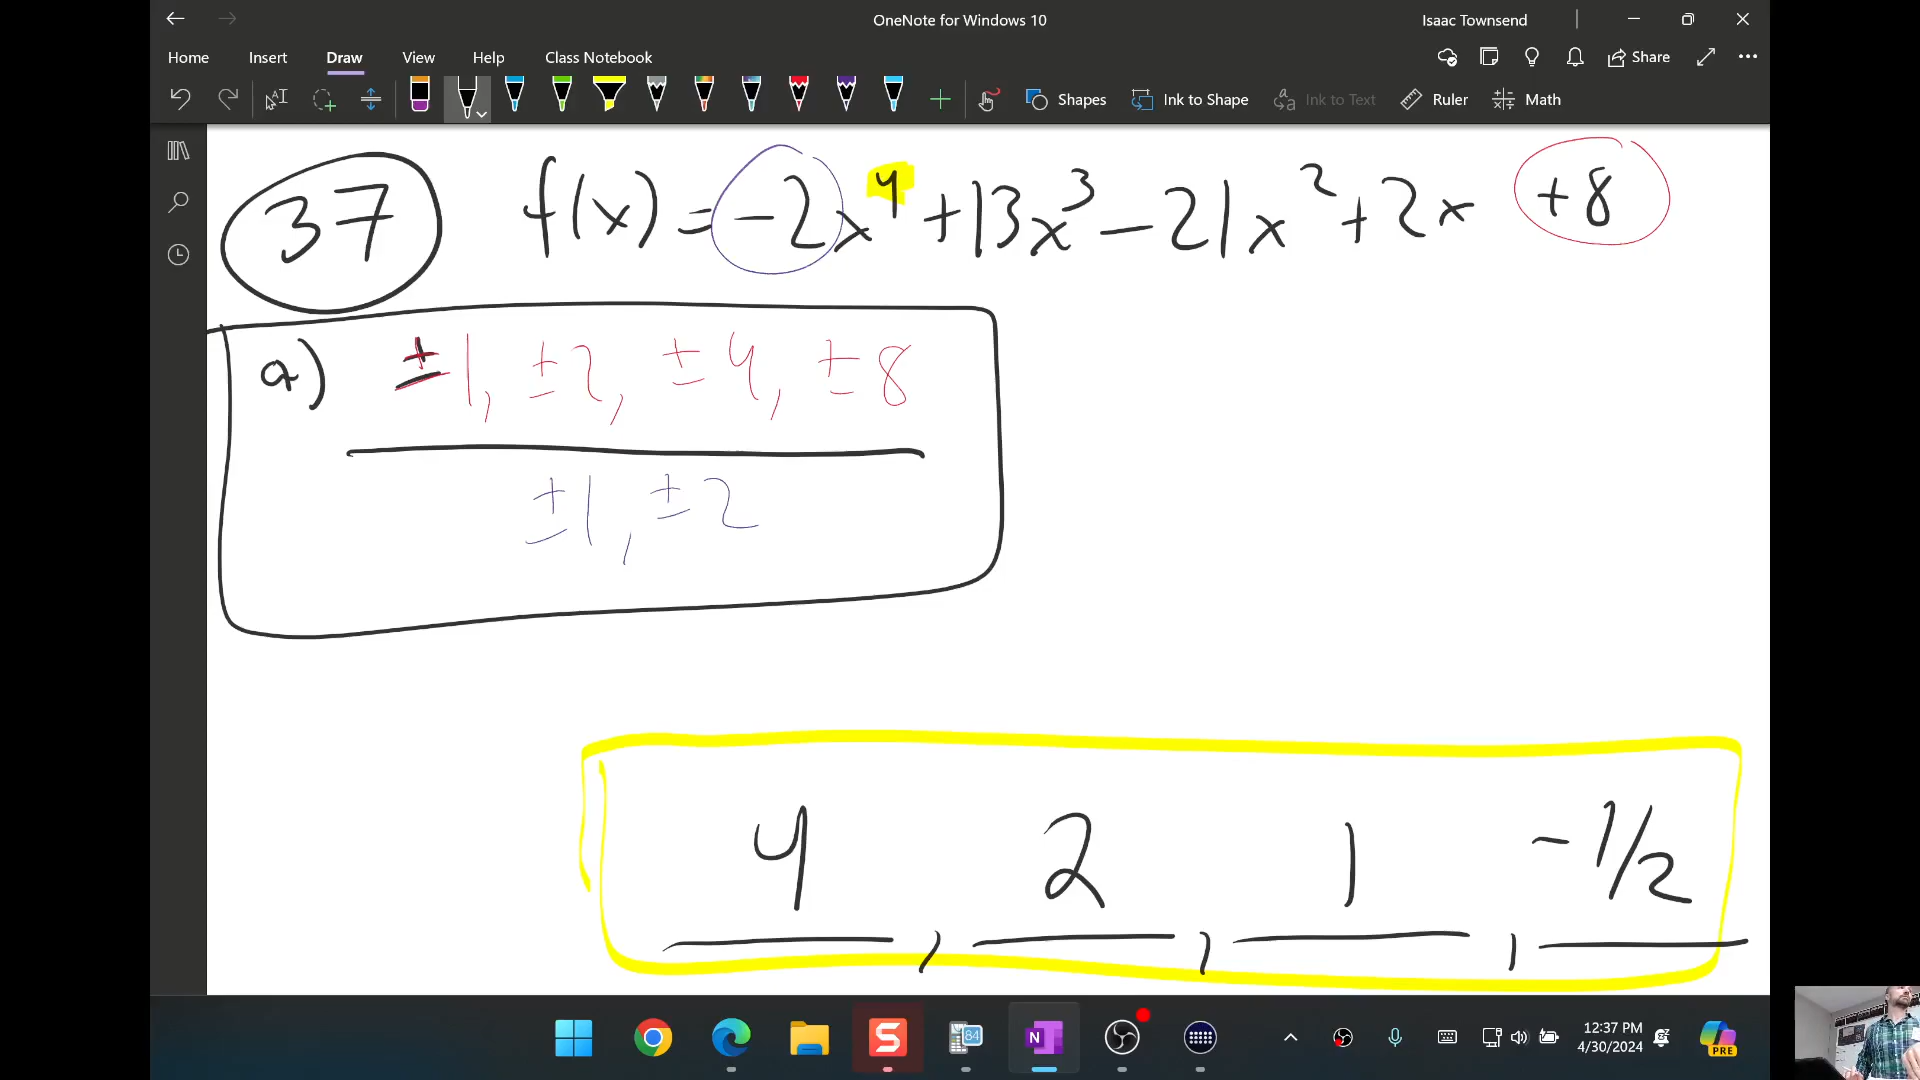 OneNote for Windows 10
Isaac Townsend
Home Insert Draw View Help Class Notebook
Share
Shapes Ink to Shape Ink to Text Ruler Math
37 f(x) = -2x⁴ + 13x³ - 21x² + 2x + 8
a) ±1, ±2, ±4, ±8
±1, ±2
4, 2, 1, -1/2
84
N
12:37 PM
4/30/2024
PRE